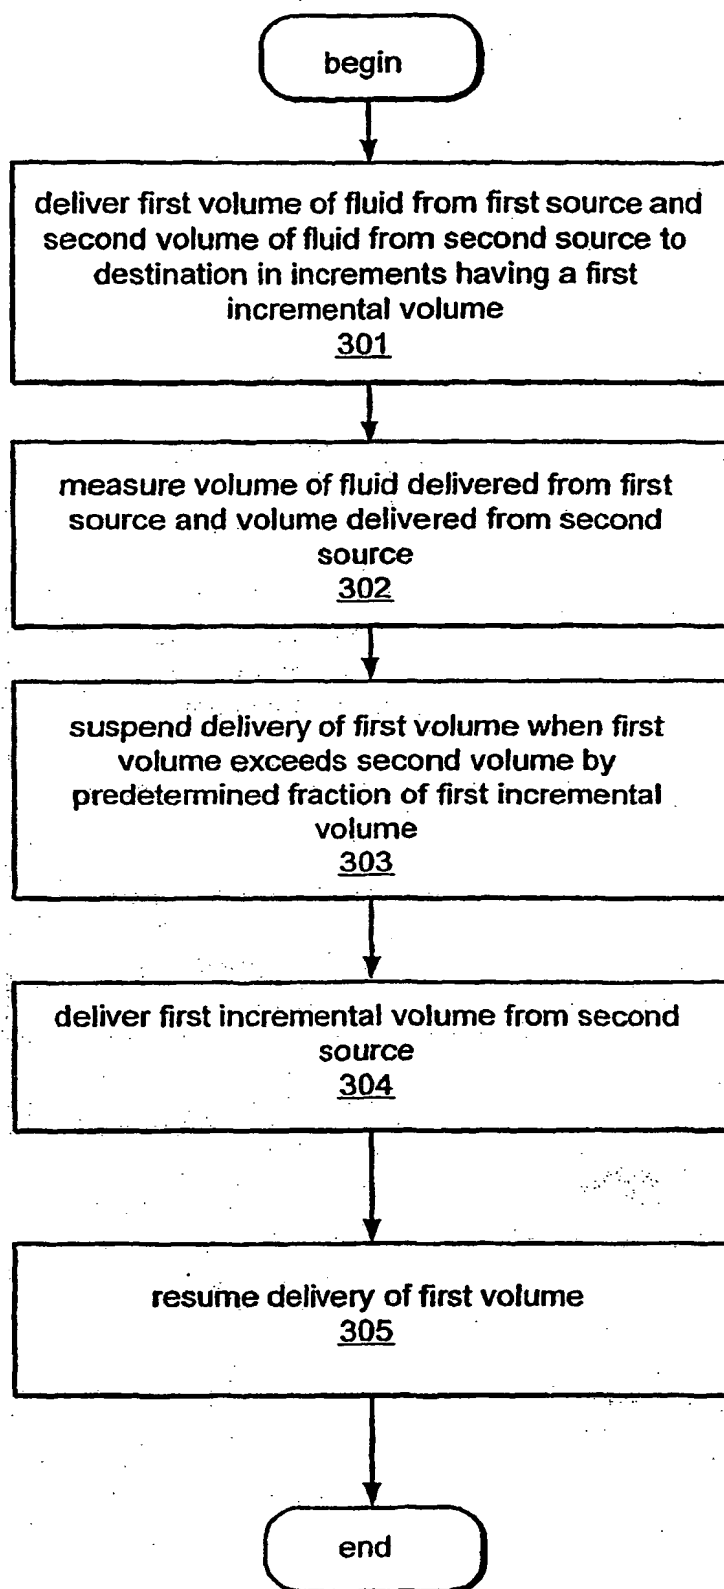 begin
deliver first volume of fluid from first source and
second volume of fluid from second source to
destination in increments having a first
incremental volume
301
measure volume of fluid delivered from first
source and volume delivered from second
source
302
suspend delivery of first volume when first
volume exceeds second volume by
predetermined fraction of first incremental
volume
303
deliver first incremental volume from second
source
304
resume delivery of first volume
305
end